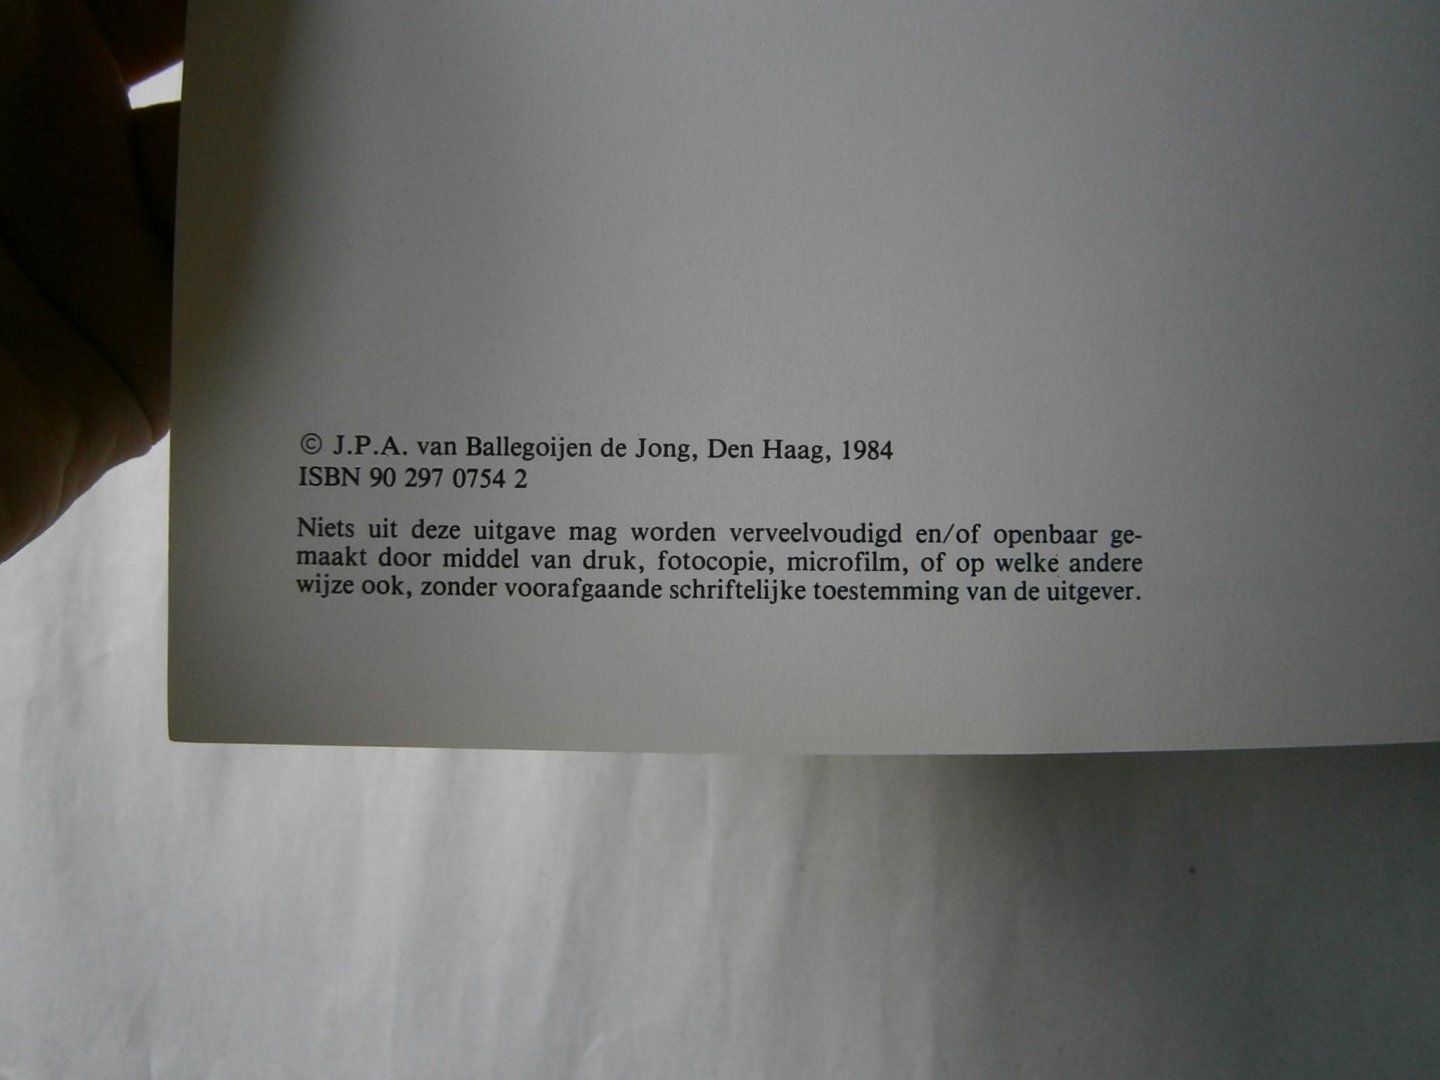 © J.P.A. van Ballegoijen de Jong, Den Haag, 1984
ISBN 90 297 0754 2
Niets uit deze uitgave mag worden verveelvoudigd en/of openbaar ge-
maakt door middel van druk, fotocopie, microfilm, of op welke andere
wijze ook, zonder voorafgaande schriftelijke toestemming van de uitgever.